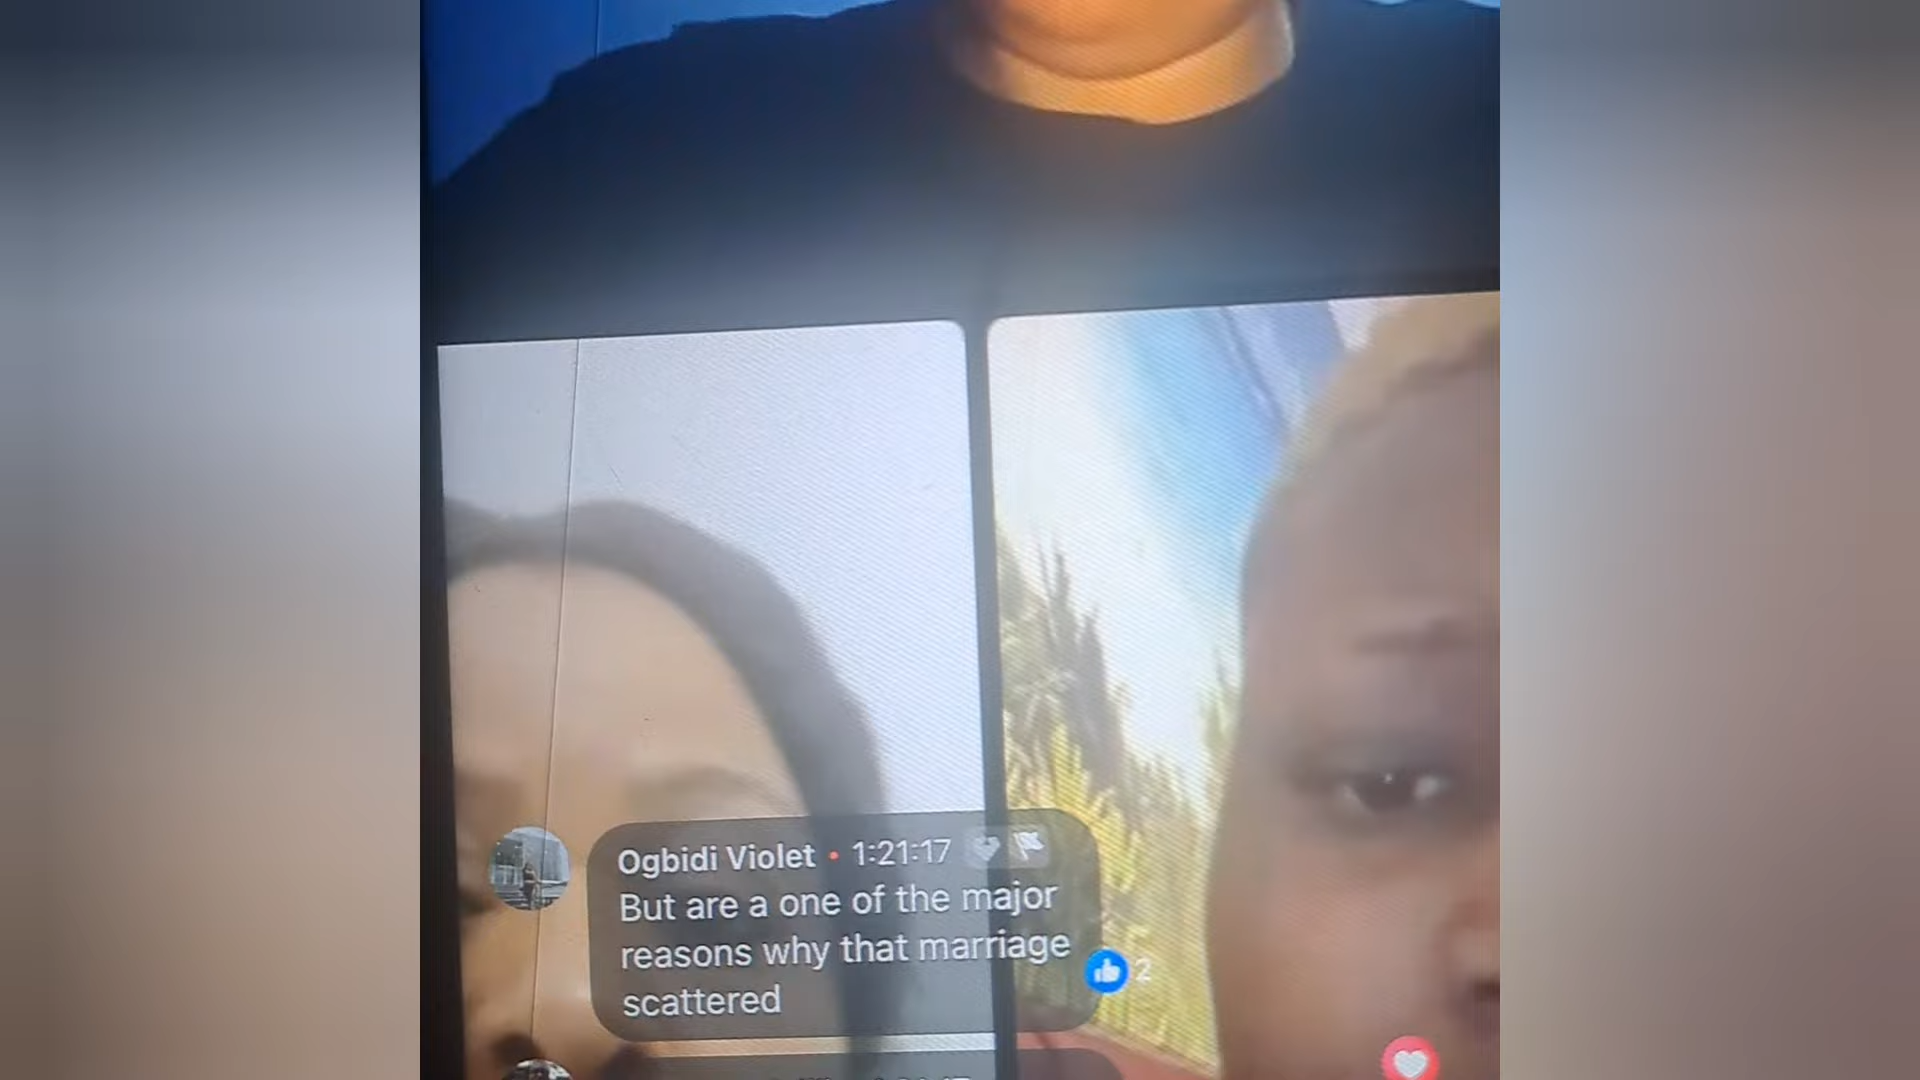 Ogbidi Violet • 1:21:17
But are a one of the major
reasons why that marriage
scattered
2